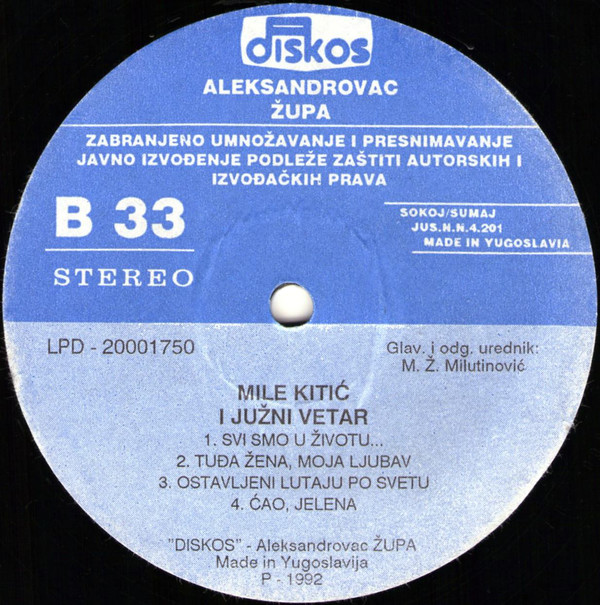 diskos
ALEKSANDROVAC
ŽUPA
ZABRANJENO UMNOŽAVANJE I PRESNIMAVANJE
JAVNO IZVOĐENJE PODLEŽE ZAŠTITI AUTORSKIH I
IZVOĐAČKIH PRAVA
B 33
STEREO
SOKOJ/SUMAJ
JUS.N.N.4.201
MADE IN YUGOSLAVIA
LPD - 20001750
Glav. i odg. urednik:
M. Ž. Milutinović
MILE KITIĆ
I JUŽNI VETAR
1. SVI SMO U ŽIVOTU...
2. TUĐA ŽENA, MOJA LJUBAV
3. OSTAVLJENI LUTAJU PO SVETU
4. ĆAO, JELENA
"DISKOS" - Aleksandrovac ŽUPA
Made in Yugoslavija
P - 1992